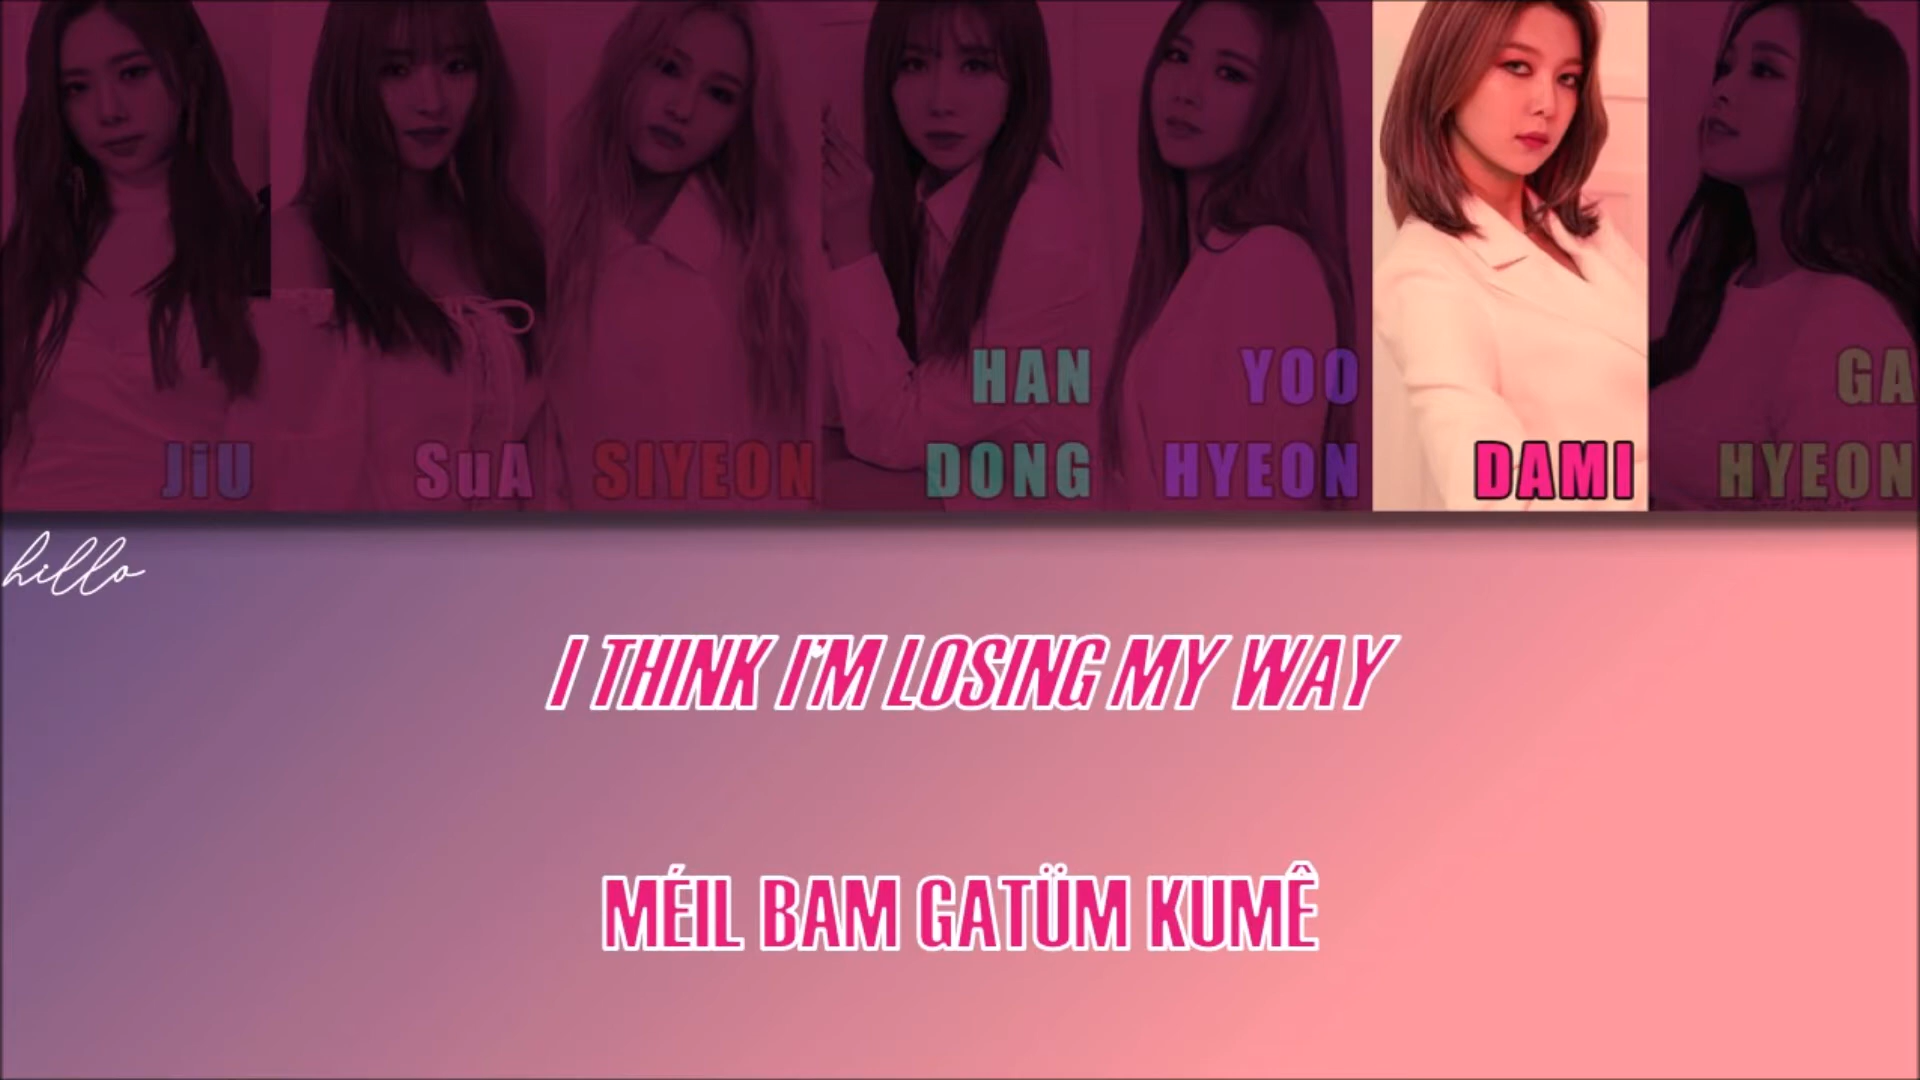 JiU
SuA
SIYEON
HAN
DONG
YOO
HYEON
DAMI
GA
HYEON
hillo
I THINK I'M LOSING MY WAY
MÉIL BAM GATÜM KUMÊ